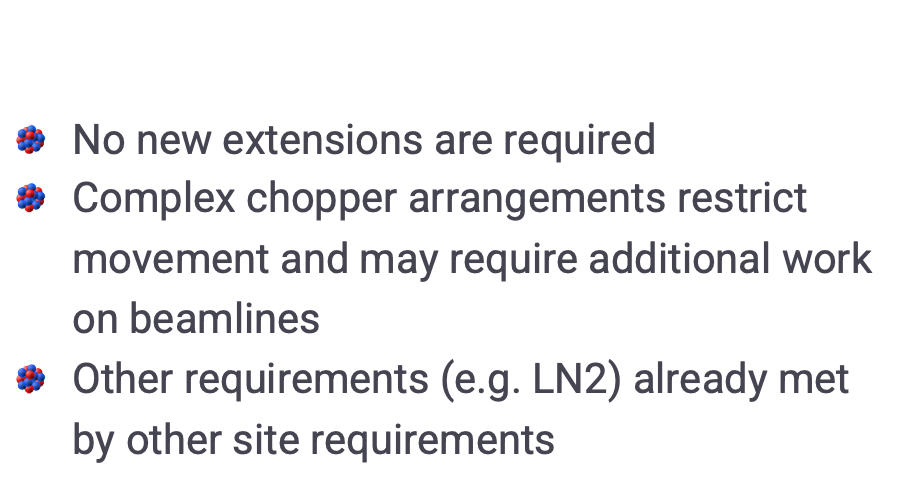 No new extensions are required
Complex chopper arrangements restrict
movement and may require additional work
on beamlines
Other requirements (e.g. LN2) already met
by other site requirements